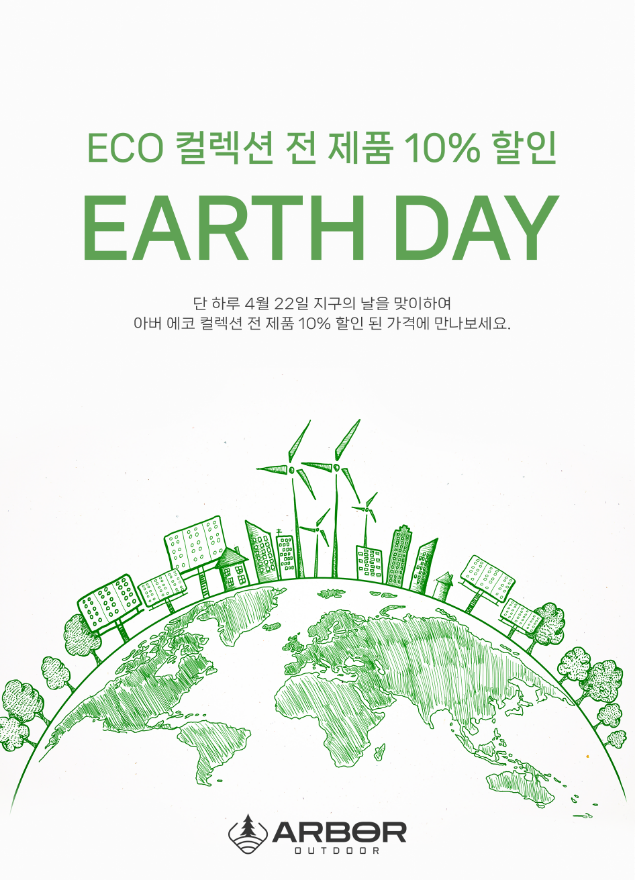 ECO 컬렉션 전 제품 10% 할인
EARTH DAY
단 하루 4월 22일 지구의 날을 맞이하여
아버 에코 컬렉션 전 제품 10% 할인 된 가격에 만나보세요.
ARBOR
OUTDOOR